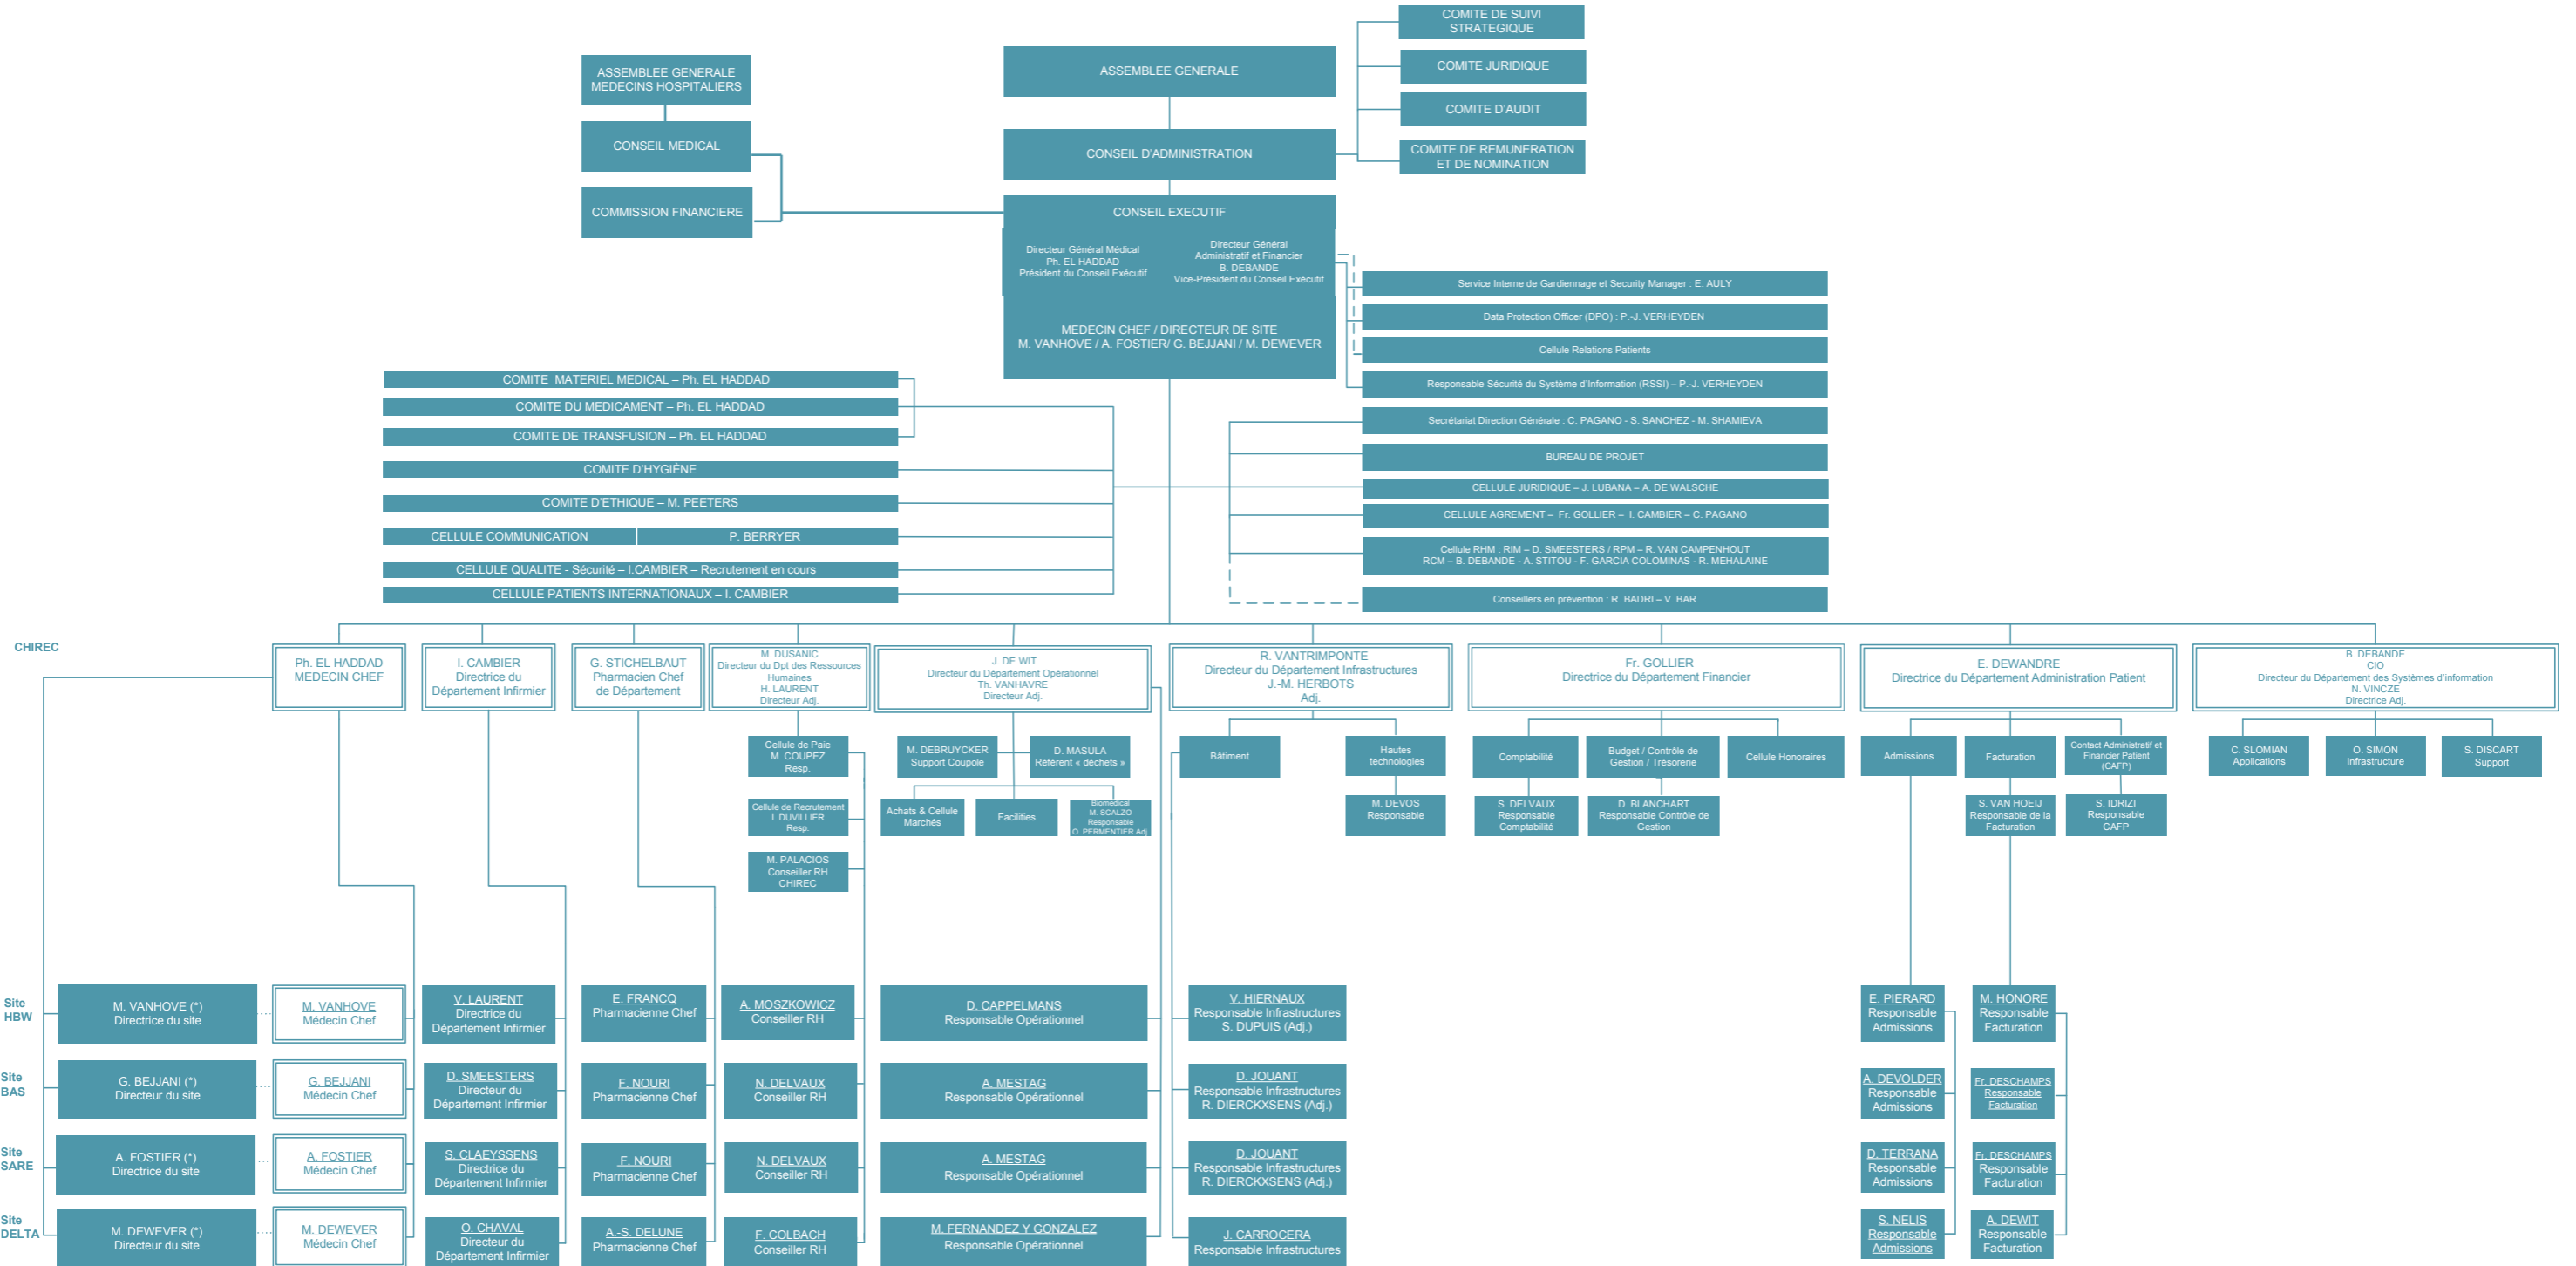 COMITE DE SUIVI
STRATEGIQUE
COMITE JURIDIQUE
COMITE D'AUDIT
COMITE DE REMUNERATION
ET DE NOMINATION
ASSEMBLEE GENERALE
MEDECINS HOSPITALIERS
CONSEIL MEDICAL
COMMISSION FINANCIERE
ASSEMBLEE GENERALE
CONSEIL D'ADMINISTRATION
CONSEIL EXECUTIF
Directeur Général Médical
Ph. EL HADDAD
Président du Conseil Exécutif
Directeur Général
Administratif et Financier
B. DEBANDE
Vice-Président du Conseil Exécutif
MEDECIN CHEF / DIRECTEUR DE SITE
M. VANHOVE / A. FOSTIER/ G. BEJJANI / M. DEWEVER
Service Interne de Gardiennage et Security Manager : E. AULY
Data Protection Officer (DPO) : P.-J. VERHEYDEN
Cellule Relations Patients
Responsable Sécurité du Système d'Information (RSSI) – P.-J. VERHEYDEN
Secrétariat Direction Générale : C. PAGANO - S. SANCHEZ - M. SHAMIEVA
BUREAU DE PROJET
CELLULE JURIDIQUE – J. LUBANA – A. DE WALSCHE
CELLULE AGREMENT – Fr. GOLLIER – I. CAMBIER – C. PAGANO
Cellule RHM : RIM – D. SMEESTERS / RPM – R. VAN CAMPENHOUT
RCM – B. DEBANDE - A. STITOU - F. GARCIA COLOMINAS - R. MEHALAINE
Conseillers en prévention : R. BADRI – V. BAR
COMITE MATERIEL MEDICAL – Ph. EL HADDAD
COMITE DU MEDICAMENT – Ph. EL HADDAD
COMITE DE TRANSFUSION – Ph. EL HADDAD
COMITE D'HYGIÈNE
COMITE D'ETHIQUE – M. PEETERS
CELLULE COMMUNICATION
P. BERRYER
CELLULE QUALITE - Sécurité – I.CAMBIER – Recrutement en cours
CELLULE PATIENTS INTERNATIONAUX – I. CAMBIER
CHIREC
Ph. EL HADDAD
MEDECIN CHEF
I. CAMBIER
Directrice du
Département Infirmier
G. STICHELBAUT
Pharmacien Chef
de Département
M. DUSANIC
Directeur du Dpt des Ressources
Humaines
H. LAURENT
Directeur Adj.
J. DE WIT
Directeur du Département Opérationnel
Th. VANHAVRE
Directeur Adj.
R. VANTRIMPONTE
Directeur du Département Infrastructures
J.-M. HERBOTS
Adj.
Fr. GOLLIER
Directrice du Département Financier
E. DEWANDRE
Directrice du Département Administration Patient
B. DEBANDE
CIO
Directeur du Département des Systèmes d'information
N. VINCZE
Directrice Adj.
Cellule de Paie
M. COUPEZ
Resp.
Cellule de Recrutement
I. DUVILLIER
Resp.
M. PALACIOS
Conseiller RH
CHIREC
M. DEBRUYCKER
Support Coupole
D. MASULA
Référent « déchets »
Achats & Cellule
Marchés
Facilities
Biomédical
M. SCALZO
Responsable
O. PERMENTIER Adj.
Bâtiment
Hautes
technologies
M. DEVOS
Responsable
Comptabilité
Budget / Contrôle de
Gestion / Trésorerie
Cellule Honoraires
S. DELVAUX
Responsable
Comptabilité
D. BLANCHART
Responsable Contrôle de
Gestion
Admissions
Facturation
Contact Administratif et
Financier Patient
(CAFP)
S. VAN HOEIJ
Responsable de la
Facturation
S. IDRIZI
Responsable
CAFP
C. SLOMIAN
Applications
O. SIMON
Infrastructure
S. DISCART
Support
Site
HBW
M. VANHOVE (*)
Directrice du site
M. VANHOVE
Médecin Chef
V. LAURENT
Directrice du
Département Infirmier
E. FRANCQ
Pharmacienne Chef
A. MOSZKOWICZ
Conseiller RH
D. CAPPELMANS
Responsable Opérationnel
V. HIERNAUX
Responsable Infrastructures
S. DUPUIS (Adj.)
E. PIERARD
Responsable
Admissions
M. HONORE
Responsable
Facturation
Site
BAS
G. BEJJANI (*)
Directeur du site
G. BEJJANI
Médecin Chef
D. SMEESTERS
Directeur du
Département Infirmier
F. NOURI
Pharmacienne Chef
N. DELVAUX
Conseiller RH
A. MESTAG
Responsable Opérationnel
D. JOUANT
Responsable Infrastructures
R. DIERCKXSENS (Adj.)
A. DEVOLDER
Responsable
Admissions
Fr. DESCHAMPS
Responsable
Facturation
Site
SARE
A. FOSTIER (*)
Directrice du site
A. FOSTIER
Médecin Chef
S. CLAEYSSENS
Directrice du
Département Infirmier
F. NOURI
Pharmacienne Chef
N. DELVAUX
Conseiller RH
A. MESTAG
Responsable Opérationnel
D. JOUANT
Responsable Infrastructures
R. DIERCKXSENS (Adj.)
D. TERRANA
Responsable
Admissions
Fr. DESCHAMPS
Responsable
Facturation
Site
DELTA
M. DEWEVER (*)
Directeur du site
M. DEWEVER
Médecin Chef
O. CHAVAL
Directeur du
Département Infirmier
A.-S. DELUNE
Pharmacienne Chef
F. COLBACH
Conseiller RH
M. FERNANDEZ Y GONZALEZ
Responsable Opérationnel
J. CARROCERA
Responsable Infrastructures
S. NELIS
Responsable
Admissions
A. DEWIT
Responsable
Facturation